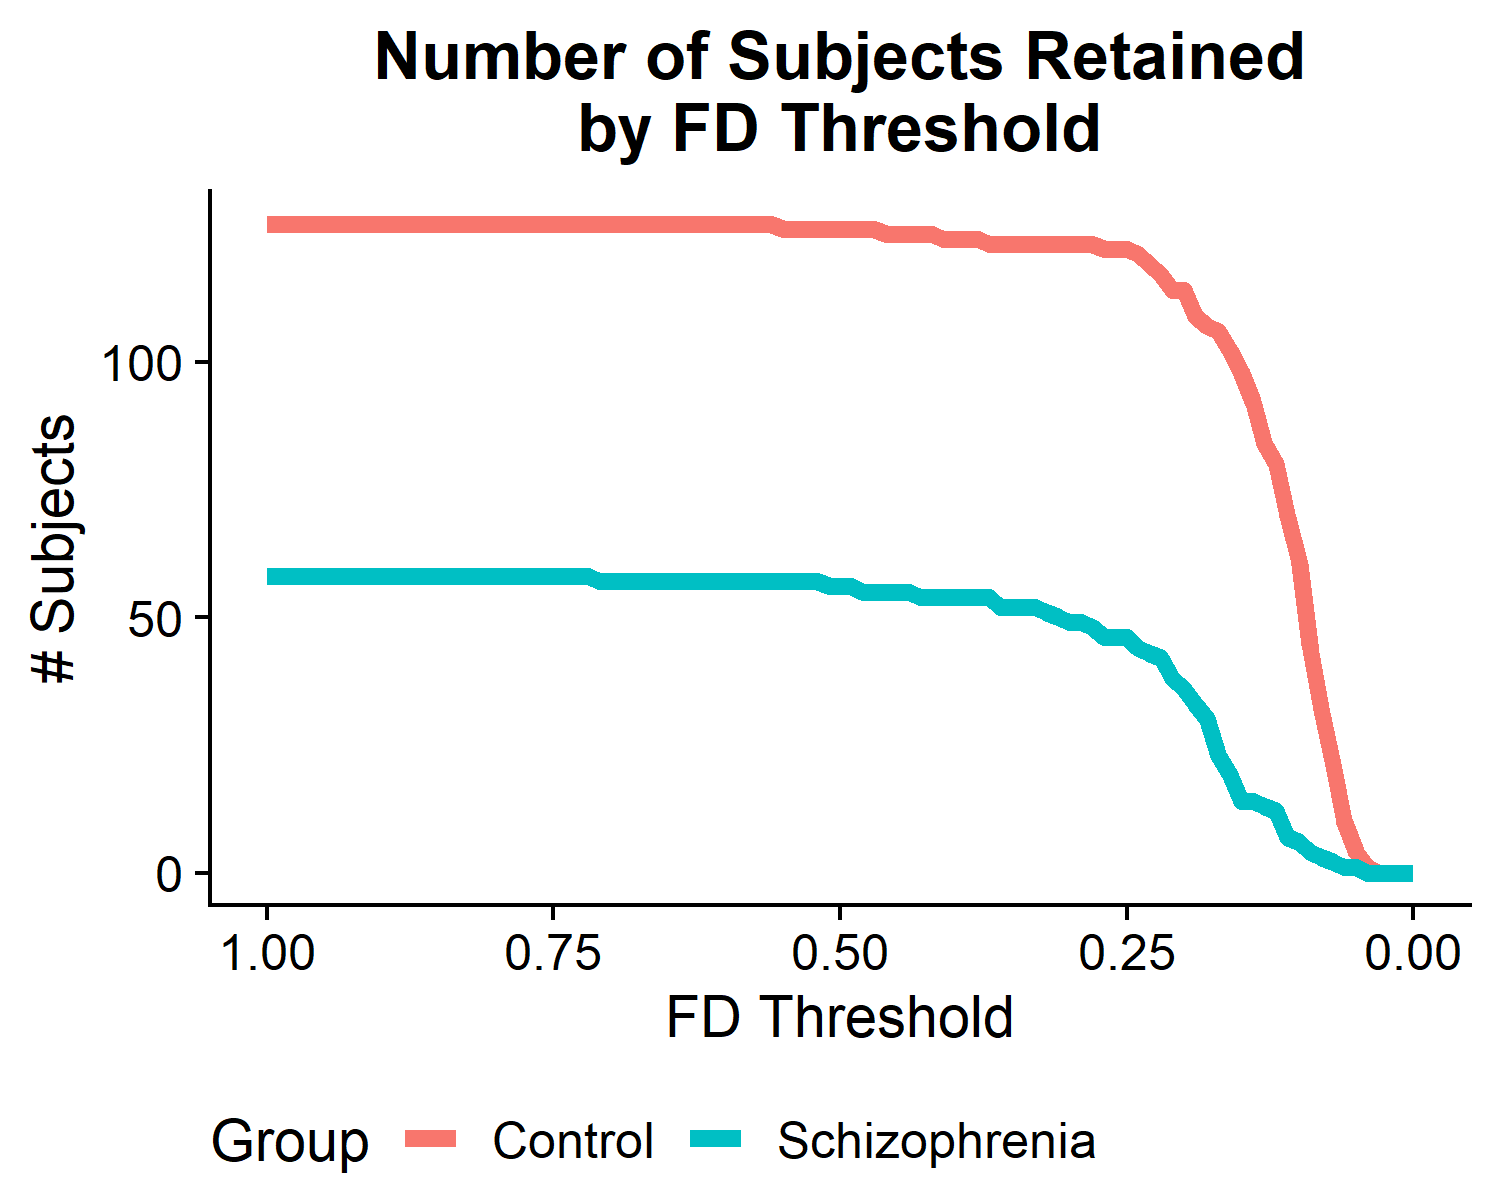 Number of Subjects Retained
by FD Threshold
# Subjects
100
50
0
1.00 0.75 0.50 0.25 0.00
FD Threshold
Group Control Schizophrenia